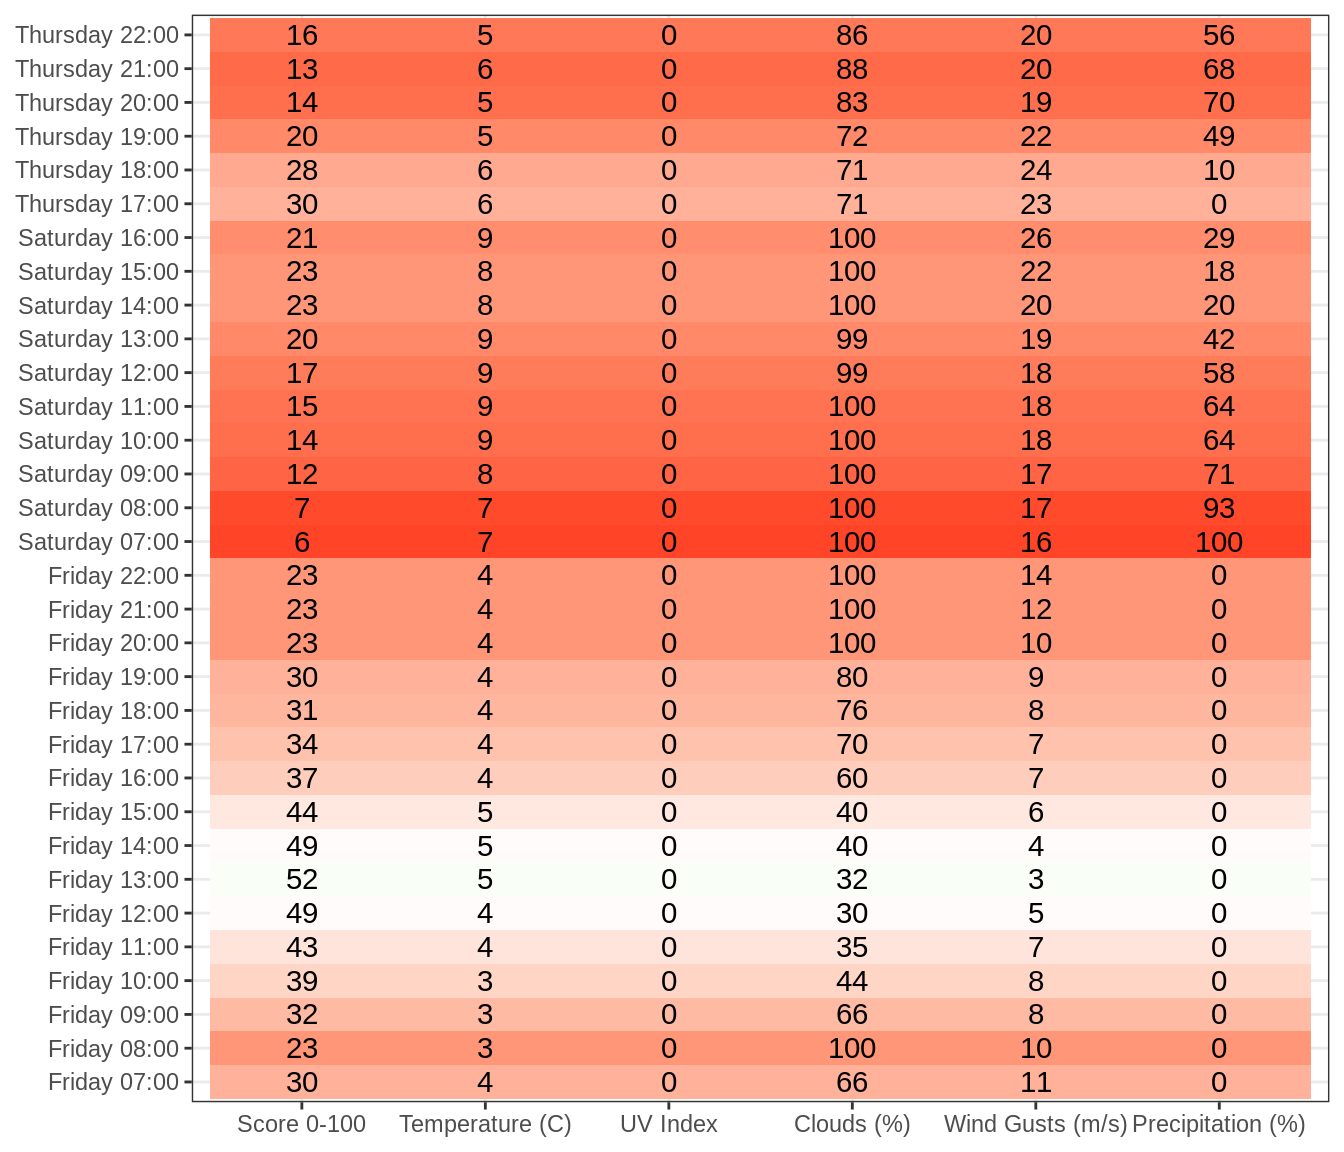 Thursday 22:00 16 5 0 86 20 56
Thursday 21:00 13 6 0 88 20 68
Thursday 20:00 14 5 0 83 19 70
Thursday 19:00 20 5 0 72 22 49
Thursday 18:00 28 6 0 71 24 10
Thursday 17:00 30 6 0 71 23 0
Saturday 16:00 21 9 0 100 26 29
Saturday 15:00 23 8 0 100 22 18
Saturday 14:00 23 8 0 100 20 20
Saturday 13:00 20 9 0 99 19 42
Saturday 12:00 17 9 0 99 18 58
Saturday 11:00 15 9 0 100 18 64
Saturday 10:00 14 9 0 100 18 64
Saturday 09:00 12 8 0 100 17 71
Saturday 08:00 7 7 0 100 17 93
Saturday 07:00 6 7 0 100 16 100
Friday 22:00 23 4 0 100 14 0
Friday 21:00 23 4 0 100 12 0
Friday 20:00 23 4 0 100 10 0
Friday 19:00 30 4 0 80 9 0
Friday 18:00 31 4 0 76 8 0
Friday 17:00 34 4 0 70 7 0
Friday 16:00 37 4 0 60 7 0
Friday 15:00 44 5 0 40 6 0
Friday 14:00 49 5 0 40 4 0
Friday 13:00 52 5 0 32 3 0
Friday 12:00 49 4 0 30 5 0
Friday 11:00 43 4 0 35 7 0
Friday 10:00 39 3 0 44 8 0
Friday 09:00 32 3 0 66 8 0
Friday 08:00 23 3 0 100 10 0
Friday 07:00 30 4 0 66 11 0
Score 0-100 Temperature (C) UV Index Clouds (%) Wind Gusts (m/s) Precipitation (%)